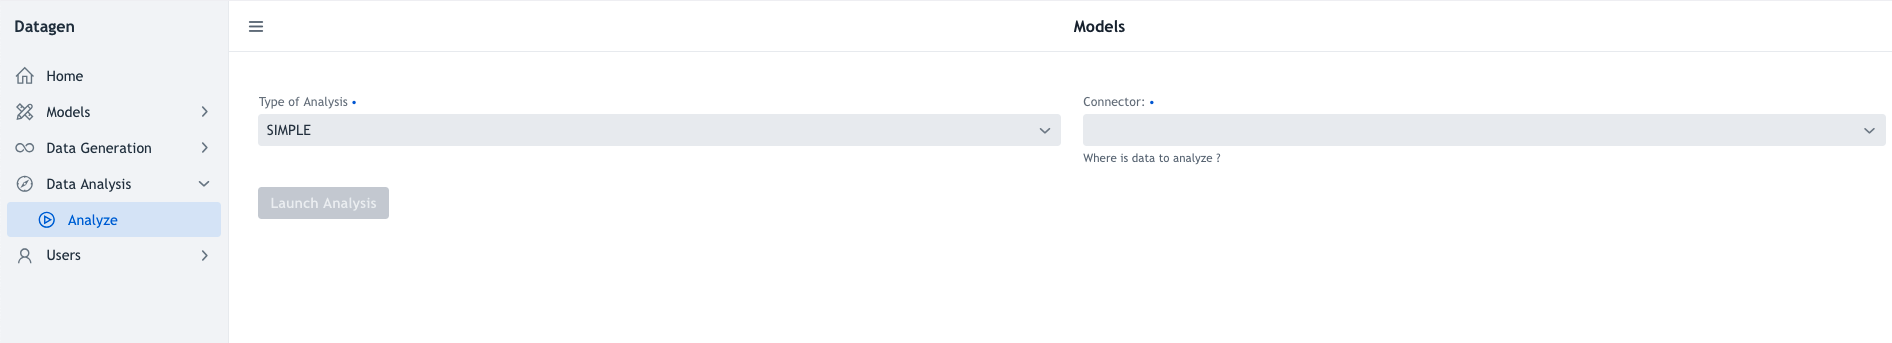 Datagen
Models
Home
Models
Data Generation
Data Analysis
Analyze
Users
Type of Analysis •
SIMPLE
Connector: •
Where is data to analyze ?
Launch Analysis